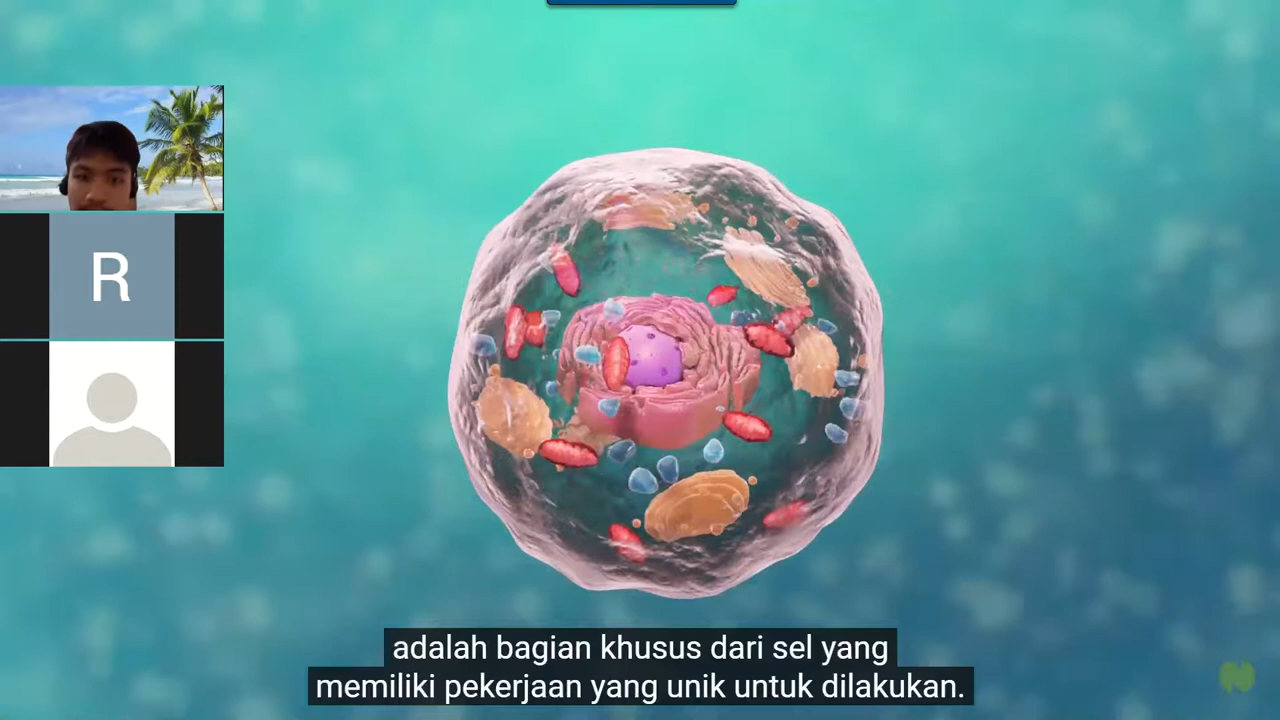 R
adalah bagian khusus dari sel yang
memiliki pekerjaan yang unik untuk dilakukan.